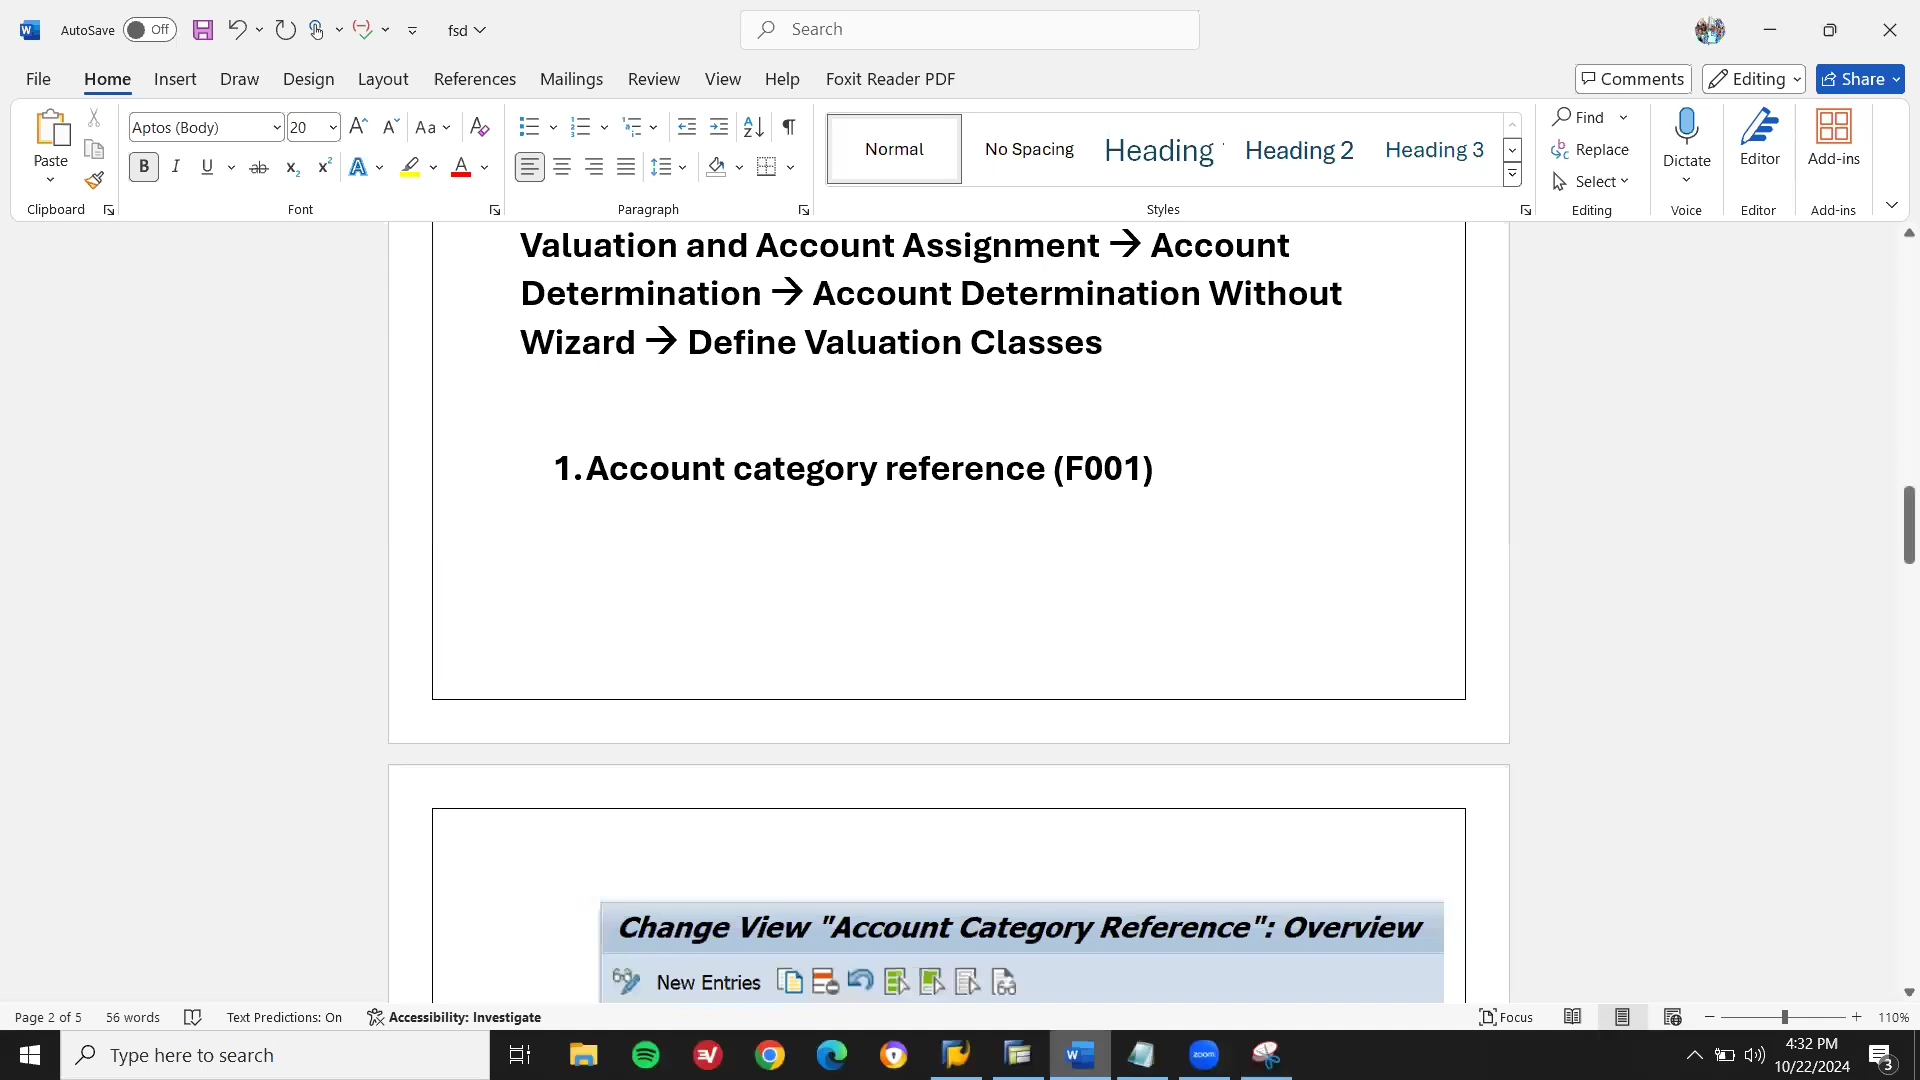 AutoSave Off fsd Search
File Home Insert Draw Design Layout References Mailings Review View Help Foxit Reader PDF Comments Editing Share
Paste Aptos (Body) 20 Aa Normal No Spacing Heading Heading 2 Heading 3 Find Replace Select Dictate Editor Add-ins
Clipboard Font Paragraph Styles Editing Voice Editor Add-ins
Valuation and Account Assignment → Account
Determination → Account Determination Without
Wizard → Define Valuation Classes
1. Account category reference (F001)
Change View "Account Category Reference": Overview
New Entries
Page 2 of 5 56 words Text Predictions: On Accessibility: Investigate Focus 110%
Type here to search zoom 4:32 PM
10/22/2024 3